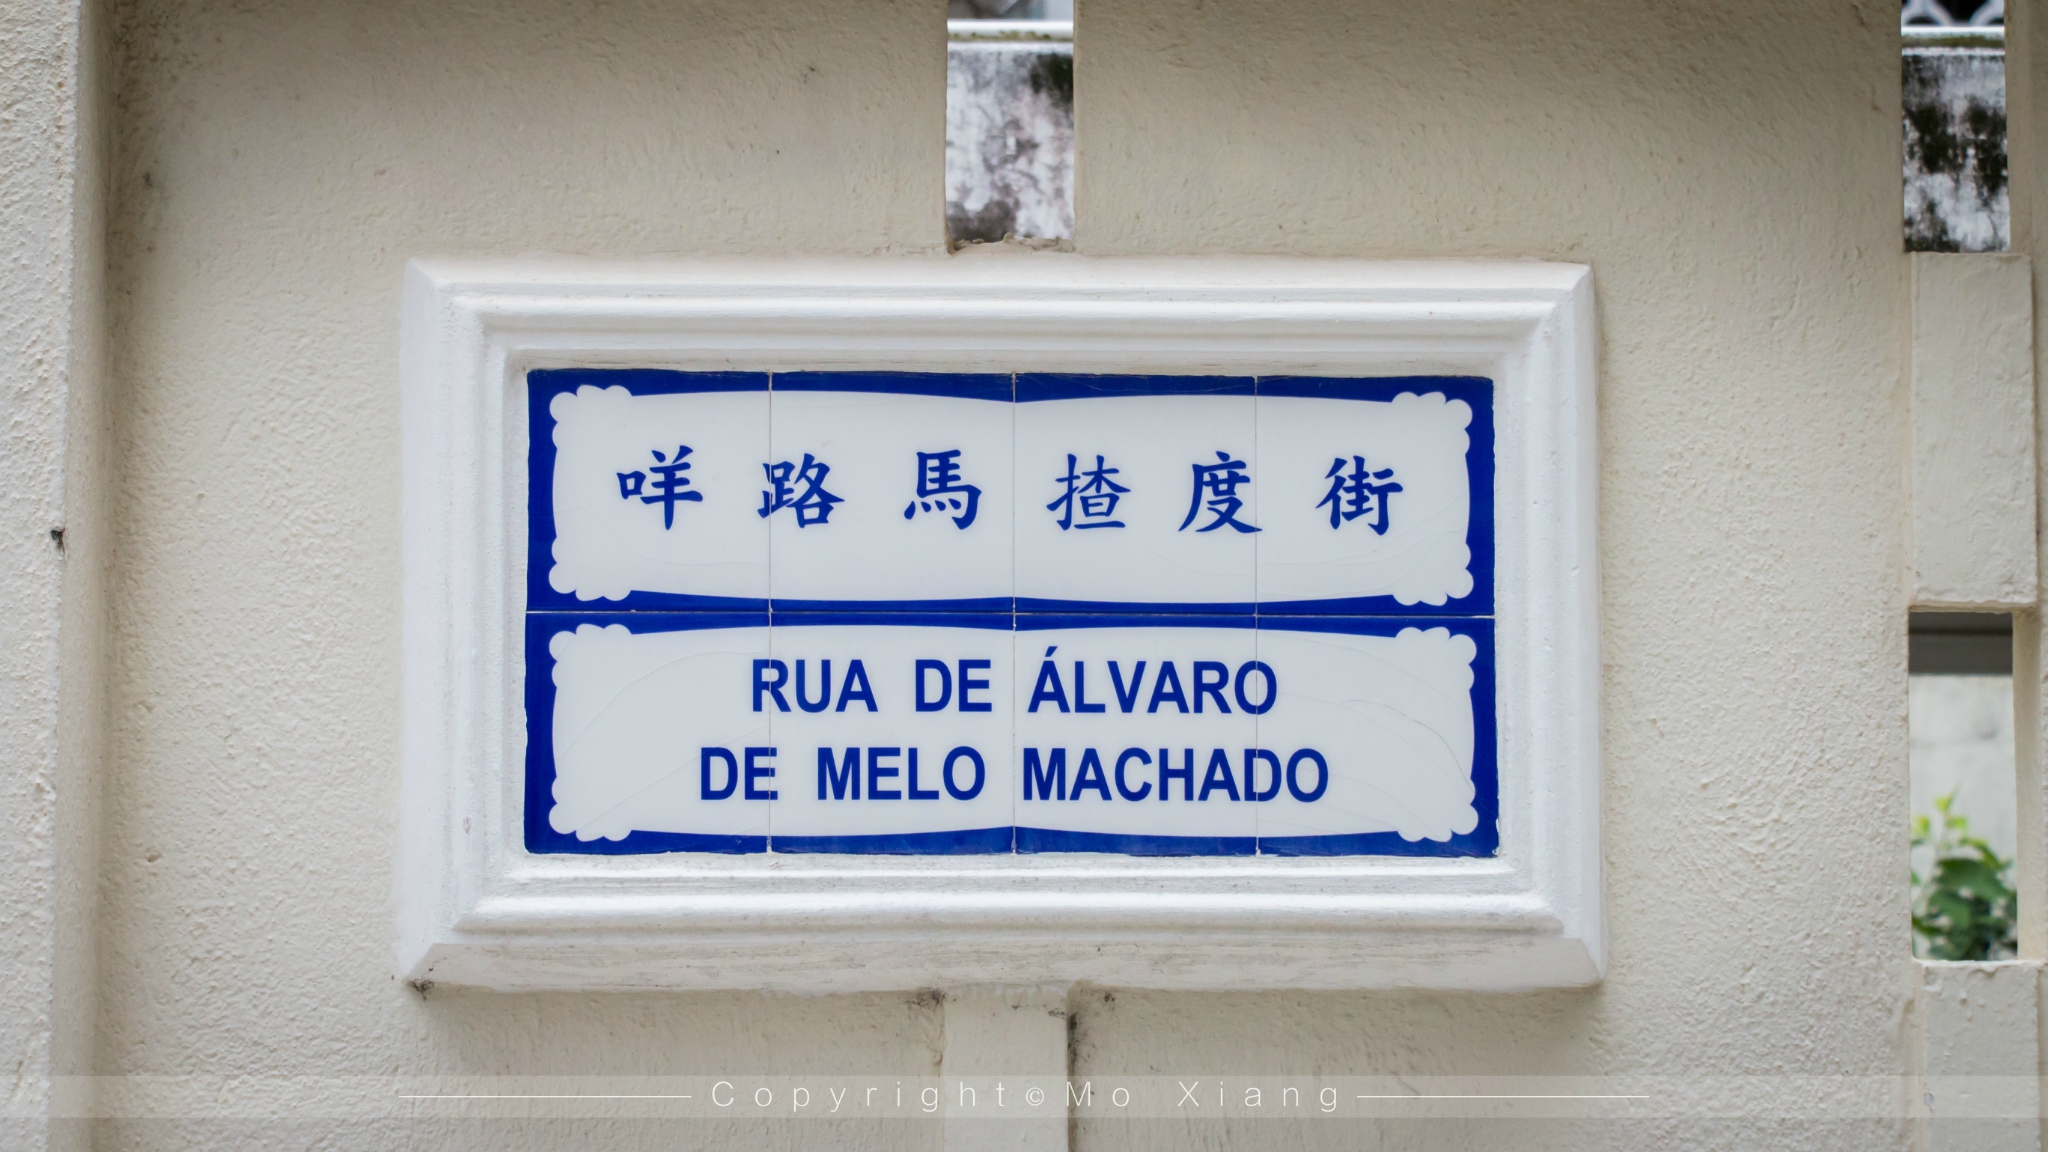 咩路馬揸度街
RUA DE ÁLVARO
DE MELO MACHADO
Copyright©Mo Xiang